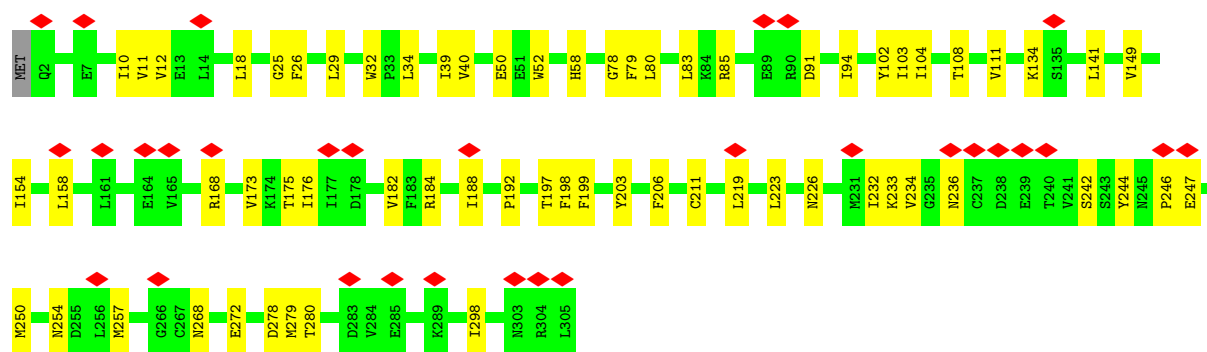 MET Q2 E7 I10 V11 V12 E13 L14 L18 G25 F26 L29 W32 P33 L34 I39 V40 E50 E51 W52 H58 G78 F79 L80 L83 K84 R85 E89 R90 D91 I94 Y102 I103 I104 T108 V111 K134 S135 L141 V149
I154 L158 L161 E164 V165 R168 V173 K174 T175 I176 I177 D178 V182 F183 R184 I188 P192 T197 F198 F199 Y203 F206 C211 L219 L223 N226 M231 I232 K233 V234 G235 N236 C237 D238 E239 T240 V241 S242 S243 Y244 N245 P246 E247
M250 N254 D255 L256 M257 G266 C267 N268 E272 D278 M279 T280 D283 V284 E285 K289 I298 N303 R304 L305